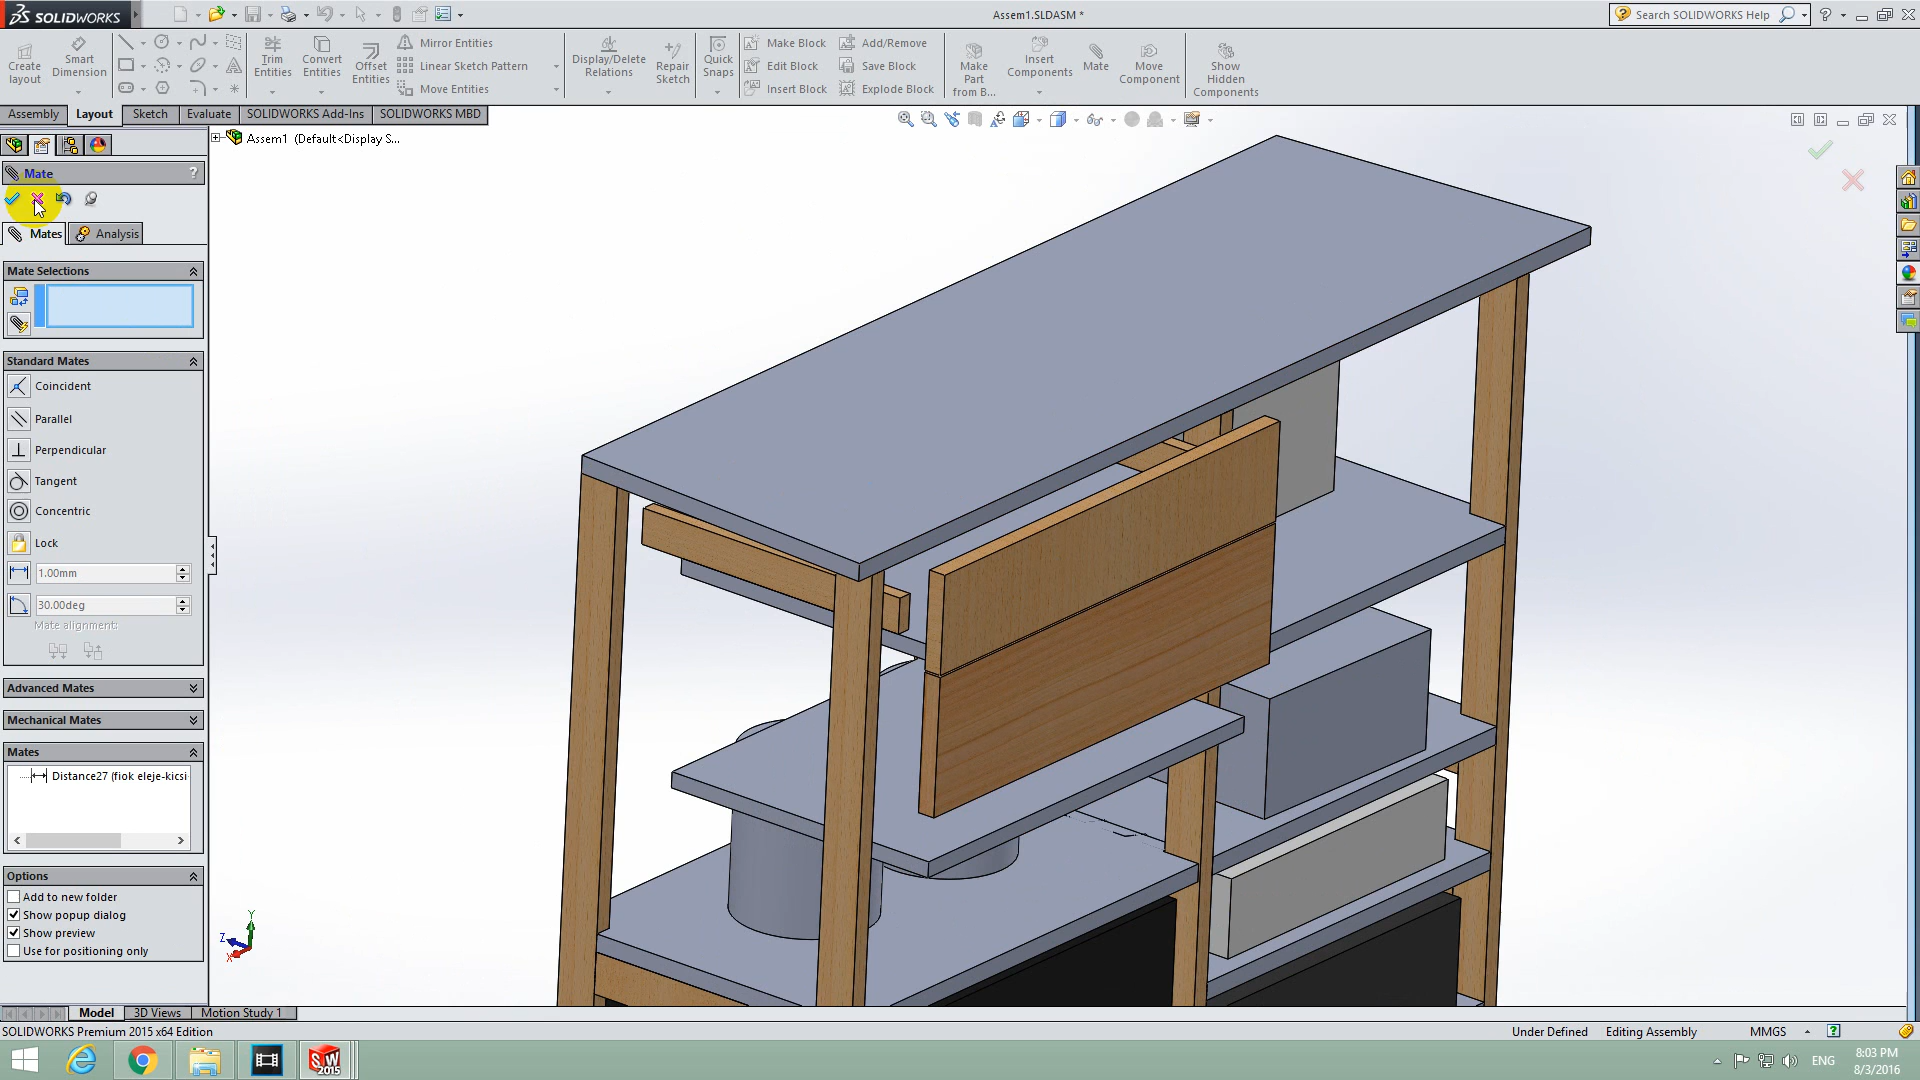 SOLIDWORKS
Assem1.SLDASM *
Search SOLIDWORKS Help
Create layout
Smart Dimension
Trim Entities
Convert Entities
Offset Entities
Mirror Entities
Linear Sketch Pattern
Move Entities
Display/Delete Relations
Repair Sketch
Quick Snaps
Make Block
Edit Block
Insert Block
Add/Remove
Save Block
Explode Block
Make Part from B...
Insert Components
Mate
Move Component
Show Hidden Components
Assembly
Layout
Sketch
Evaluate
SOLIDWORKS Add-Ins
SOLIDWORKS MBD
Assem1 (Default<Display S...
Mate
?
Mates
Analysis
Mate Selections
Standard Mates
Coincident
Parallel
Perpendicular
Tangent
Concentric
Lock
1.00mm
30.00deg
Mate alignment:
Advanced Mates
Mechanical Mates
Mates
Distance27 (fiok eleje-kicsi
Options
Add to new folder
Show popup dialog
Show preview
Use for positioning only
Y
Z
X
Model
3D Views
Motion Study 1
SOLIDWORKS Premium 2015 x64 Edition
Under Defined
Editing Assembly
MMGS
?
SW
2015
ENG
8:03 PM
8/3/2016